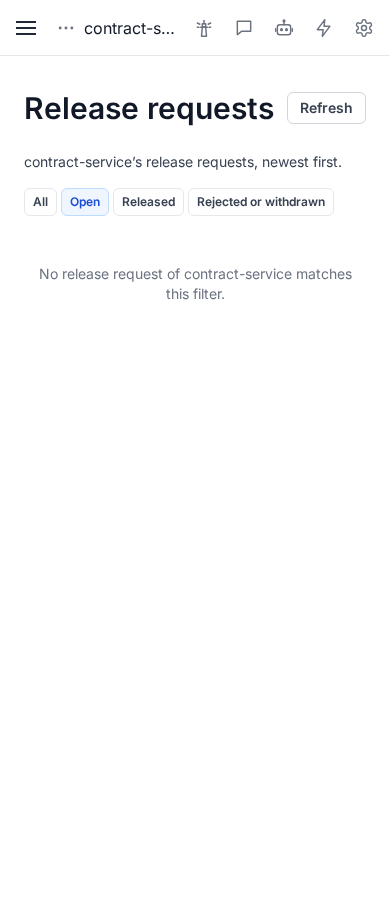 contract-s...
Release requests
Refresh
contract-service's release requests, newest first.
All
Open
Released
Rejected or withdrawn
No release request of contract-service matches
this filter.